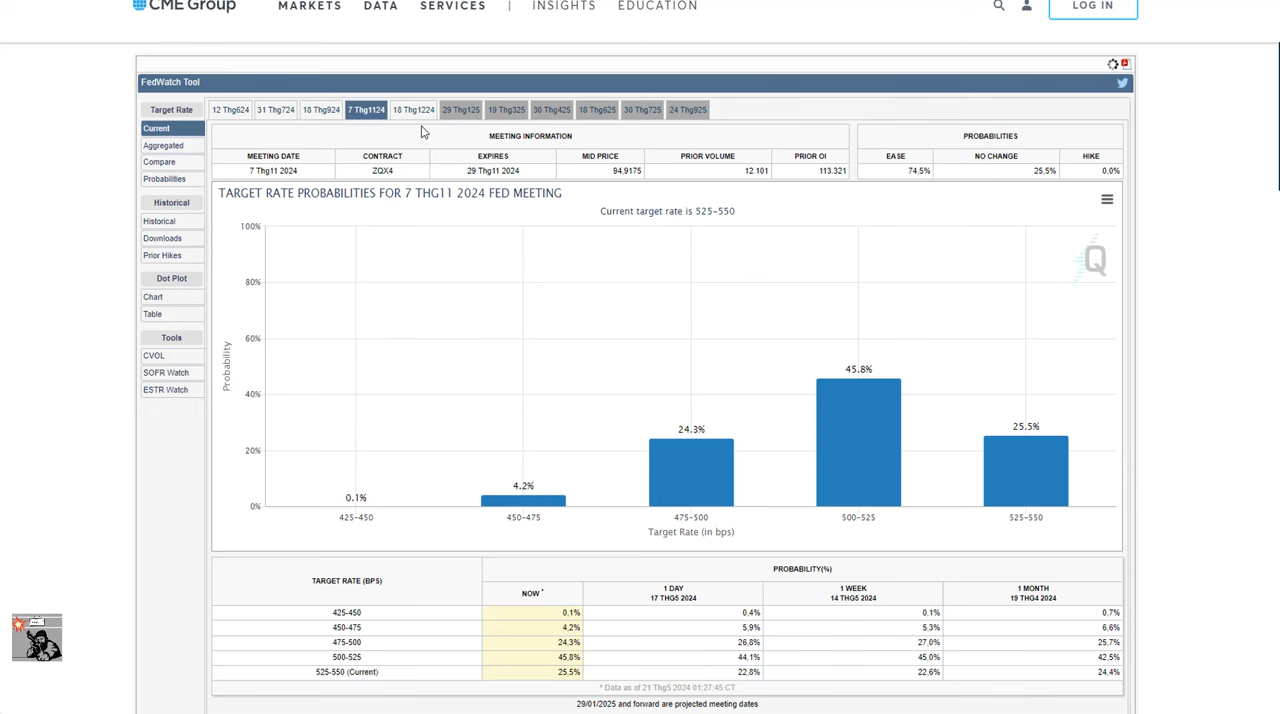 CME Group MARKETS DATA SERVICES | INSIGHTS EDUCATION LOG IN
FedWatch Tool
Target Rate
Current
Aggregated
Compare
Probabilities
Historical
Historical
Downloads
Prior Hikes
Dot Plot
Chart
Table
Tools
CVOL
SOFR Watch
ESTR Watch
12 Thg624 31 Thg724 18 Thg924 7 Thg1124 18 Thg1224 29 Thg125 19 Thg325 30 Thg425 18 Thg625 30 Thg725 24 Thg925
MEETING INFORMATION PROBABILITIES
MEETING DATE CONTRACT EXPIRES MID PRICE PRIOR VOLUME PRIOR OI EASE NO CHANGE HIKE
7 Thg11 2024 ZQX4 29 Thg11 2024 94,9175 12.101 113.321 74,5% 25,5% 0,0%
TARGET RATE PROBABILITIES FOR 7 THG11 2024 FED MEETING
Current target rate is 525-550
Q
100%
80%
60%
40%
20%
0%
Probability
0.1% 4.2% 24.3% 45.8% 25.5%
425-450 450-475 475-500 500-525 525-550
Target Rate (in bps)
TARGET RATE (BPS) PROBABILITY(%)
NOW * 1 DAY 1 WEEK 1 MONTH
17 THG5 2024 14 THG5 2024 19 THG4 2024
425-450 0,1% 0,4% 0,1% 0,7%
450-475 4,2% 5,9% 5,3% 6,6%
475-500 24,3% 26,8% 27,0% 25,7%
500-525 45,8% 44,1% 45,0% 42,5%
525-550 (Current) 25,5% 22,8% 22,6% 24,4%
* Data as of 21 Thg5 2024 01:27:45 CT
29/01/2025 and forward are projected meeting dates